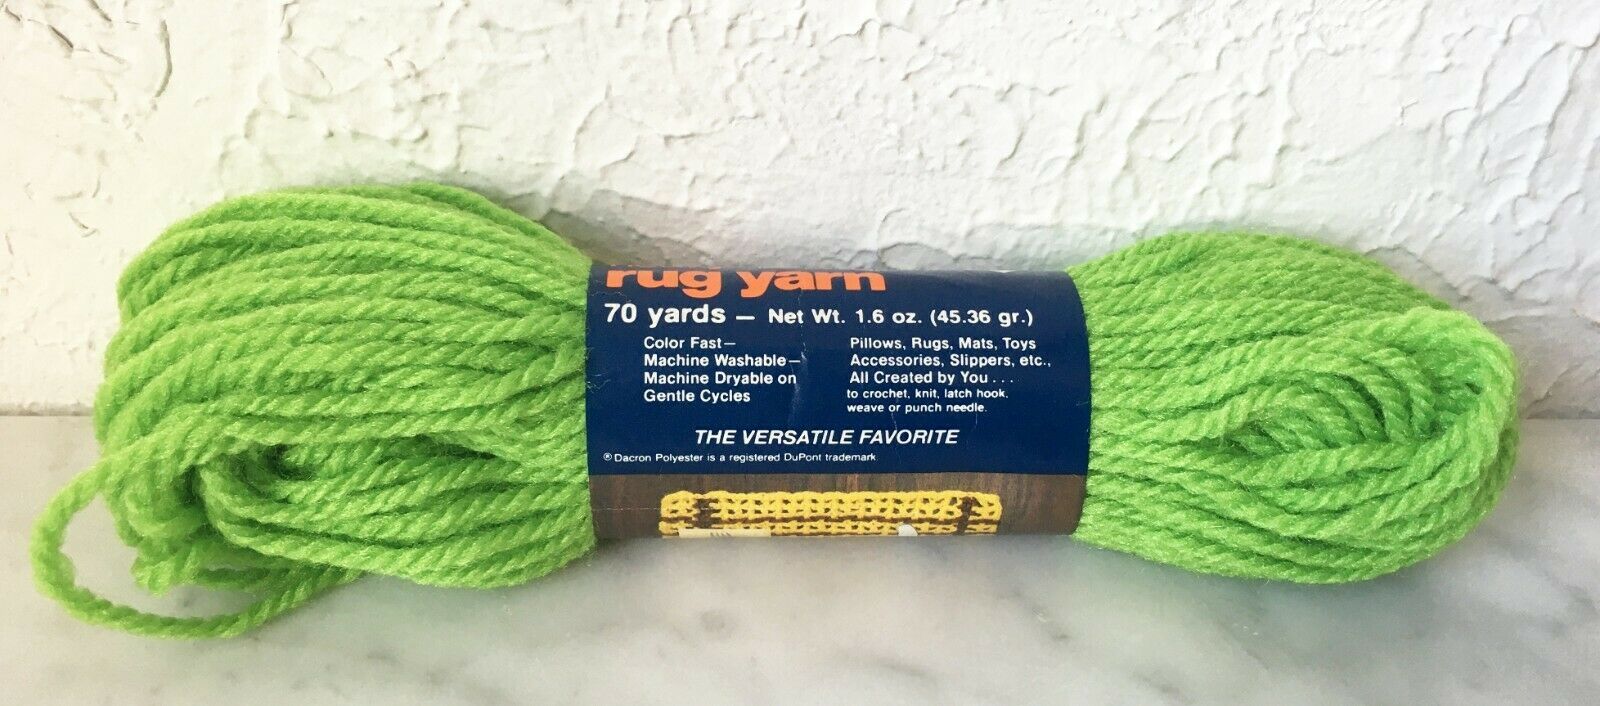 rug yarn
70 yards — Net Wt. 1.6 oz. (45.36 gr.)
Color Fast—
Machine Washable—
Machine Dryable on
Gentle Cycles
Pillows, Rugs, Mats, Toys
Accessories, Slippers, etc.,
All Created by You . . .
to crochet, knit, latch hook,
weave or punch needle.
THE VERSATILE FAVORITE
® Dacron Polyester is a registered DuPont trademark